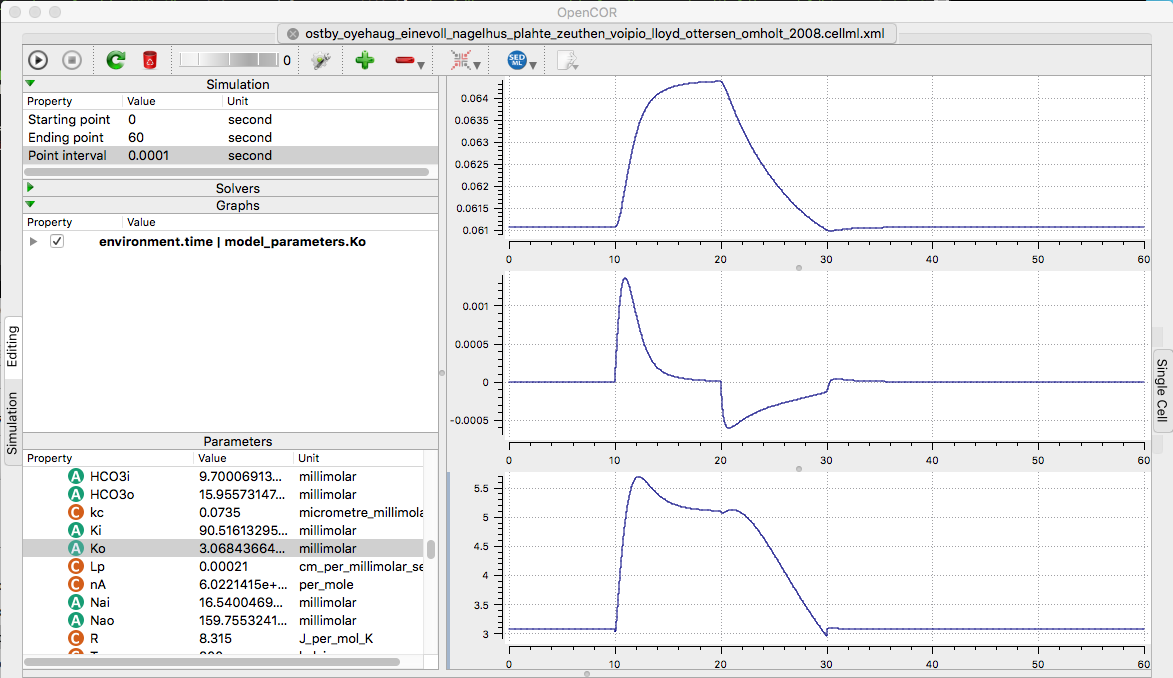 OpenCOR
ostby_oyehaug_einevoll_nagelhus_plahte_zeuthen_voipio_lloyd_ottersen_omholt_2008.cellml.xml
0
SED
ML
Simulation
Property Value Unit
Starting point 0 second
Ending point 60 second
Point interval 0.0001 second
Solvers
Graphs
Property Value
environment.time | model_parameters.Ko
Editing
Simulation
Parameters
Property Value Unit
A HCO3i 9.70006913... millimolar
A HCO3o 15.95573147... millimolar
C kc 0.0735 micrometre_millimola
A Ki 90.51613295... millimolar
A Ko 3.06843664... millimolar
C Lp 0.00021 cm_per_millimolar_se
C nA 6.0221415e+... per_mole
A Nai 16.5400469... millimolar
A Nao 159.7553241... millimolar
C R 8.315 J_per_mol_K
0.064
0.0635
0.063
0.0625
0.062
0.0615
0.061
0 10 20 30 40 50 60
0.001
0.0005
0
-0.0005
0 10 20 30 40 50 60
5.5
5
4.5
4
3.5
3
0 10 20 30 40 50 60
Single Cell